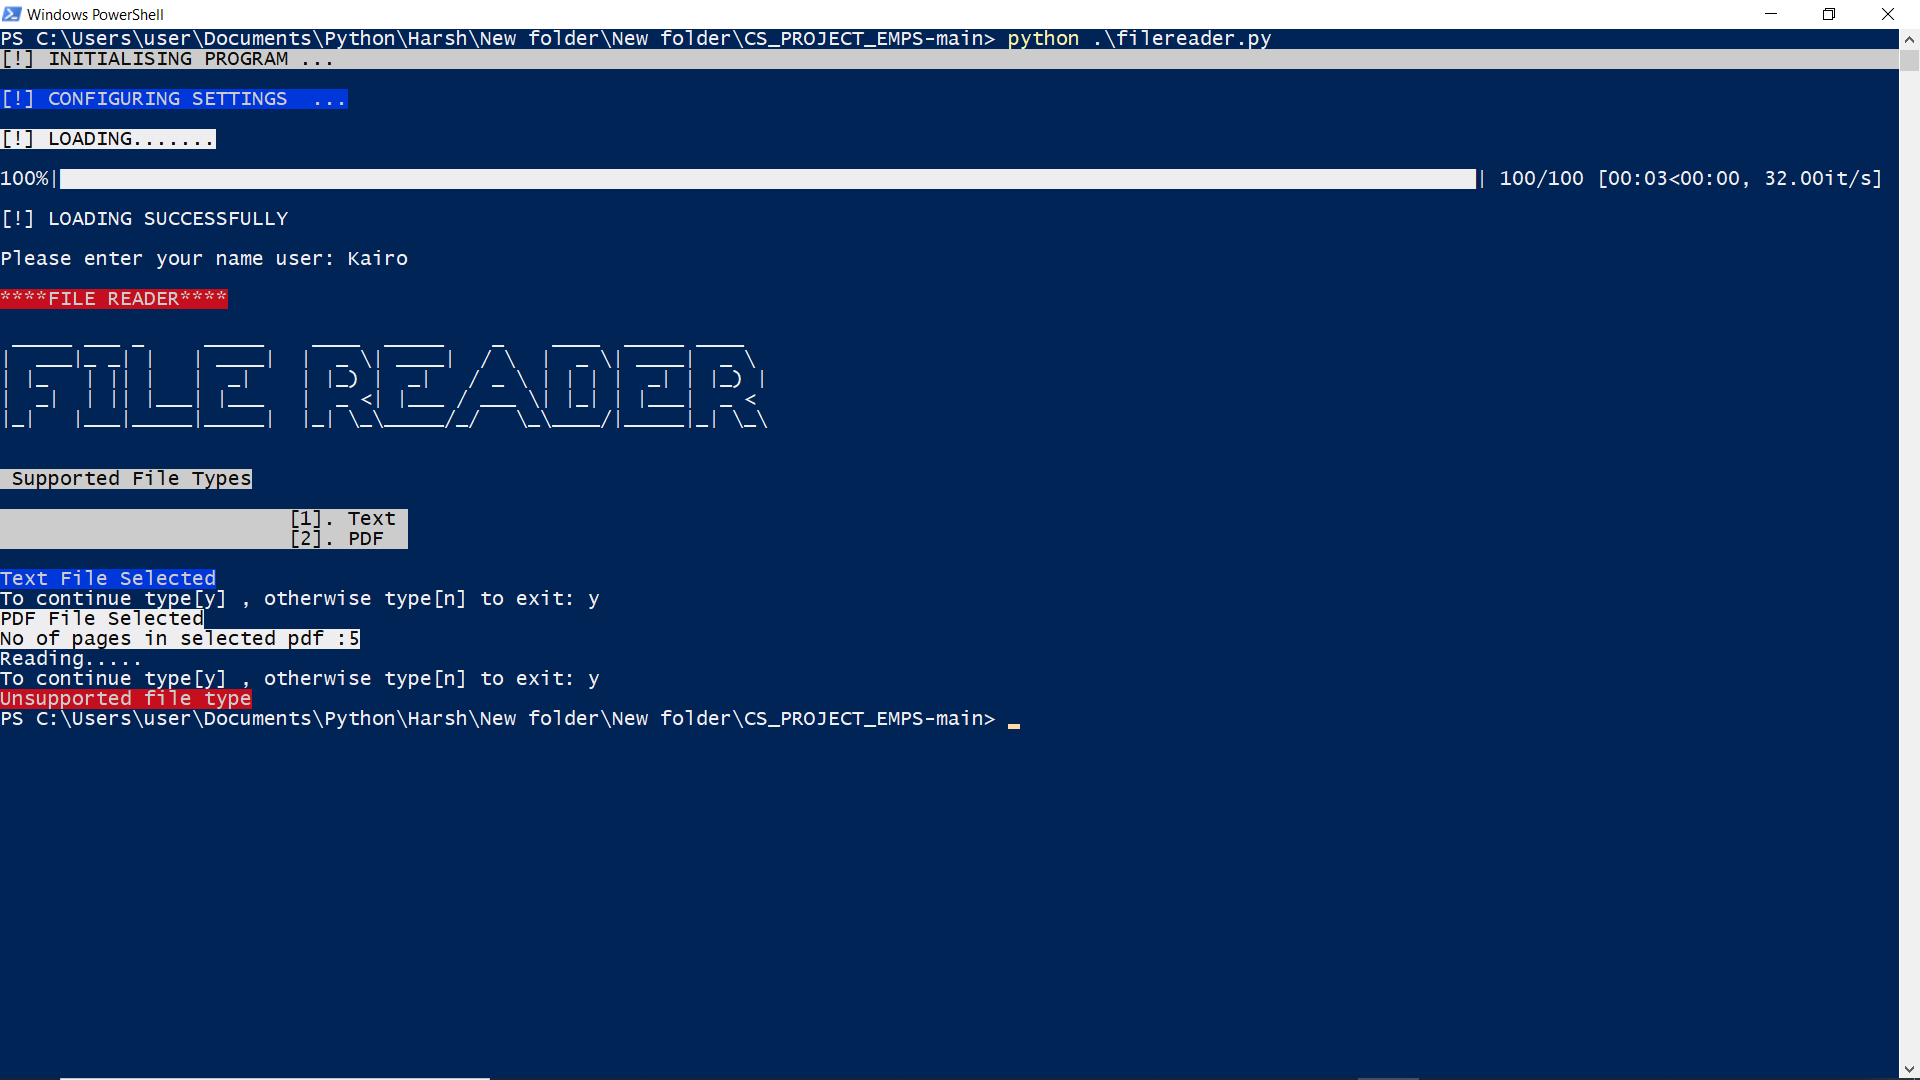 Windows PowerShell
PS C:\Users\user\Documents\Python\Harsh\New folder\New folder\CS_PROJECT_EMPS-main> python .\filereader.py
[!] INITIALISING PROGRAM ...
[!] CONFIGURING SETTINGS  ...
[!] LOADING.......
100%| | 100/100 [00:03<00:00, 32.00it/s]
[!] LOADING SUCCESSFULLY
Please enter your name user: Kairo
****FILE READER****
FILE READER
Supported File Types
[1]. Text
[2]. PDF
Text File Selected
To continue type[y] , otherwise type[n] to exit: y
PDF File Selected
No of pages in selected pdf :5
Reading.....
To continue type[y] , otherwise type[n] to exit: y
Unsupported file type
PS C:\Users\user\Documents\Python\Harsh\New folder\New folder\CS_PROJECT_EMPS-main>